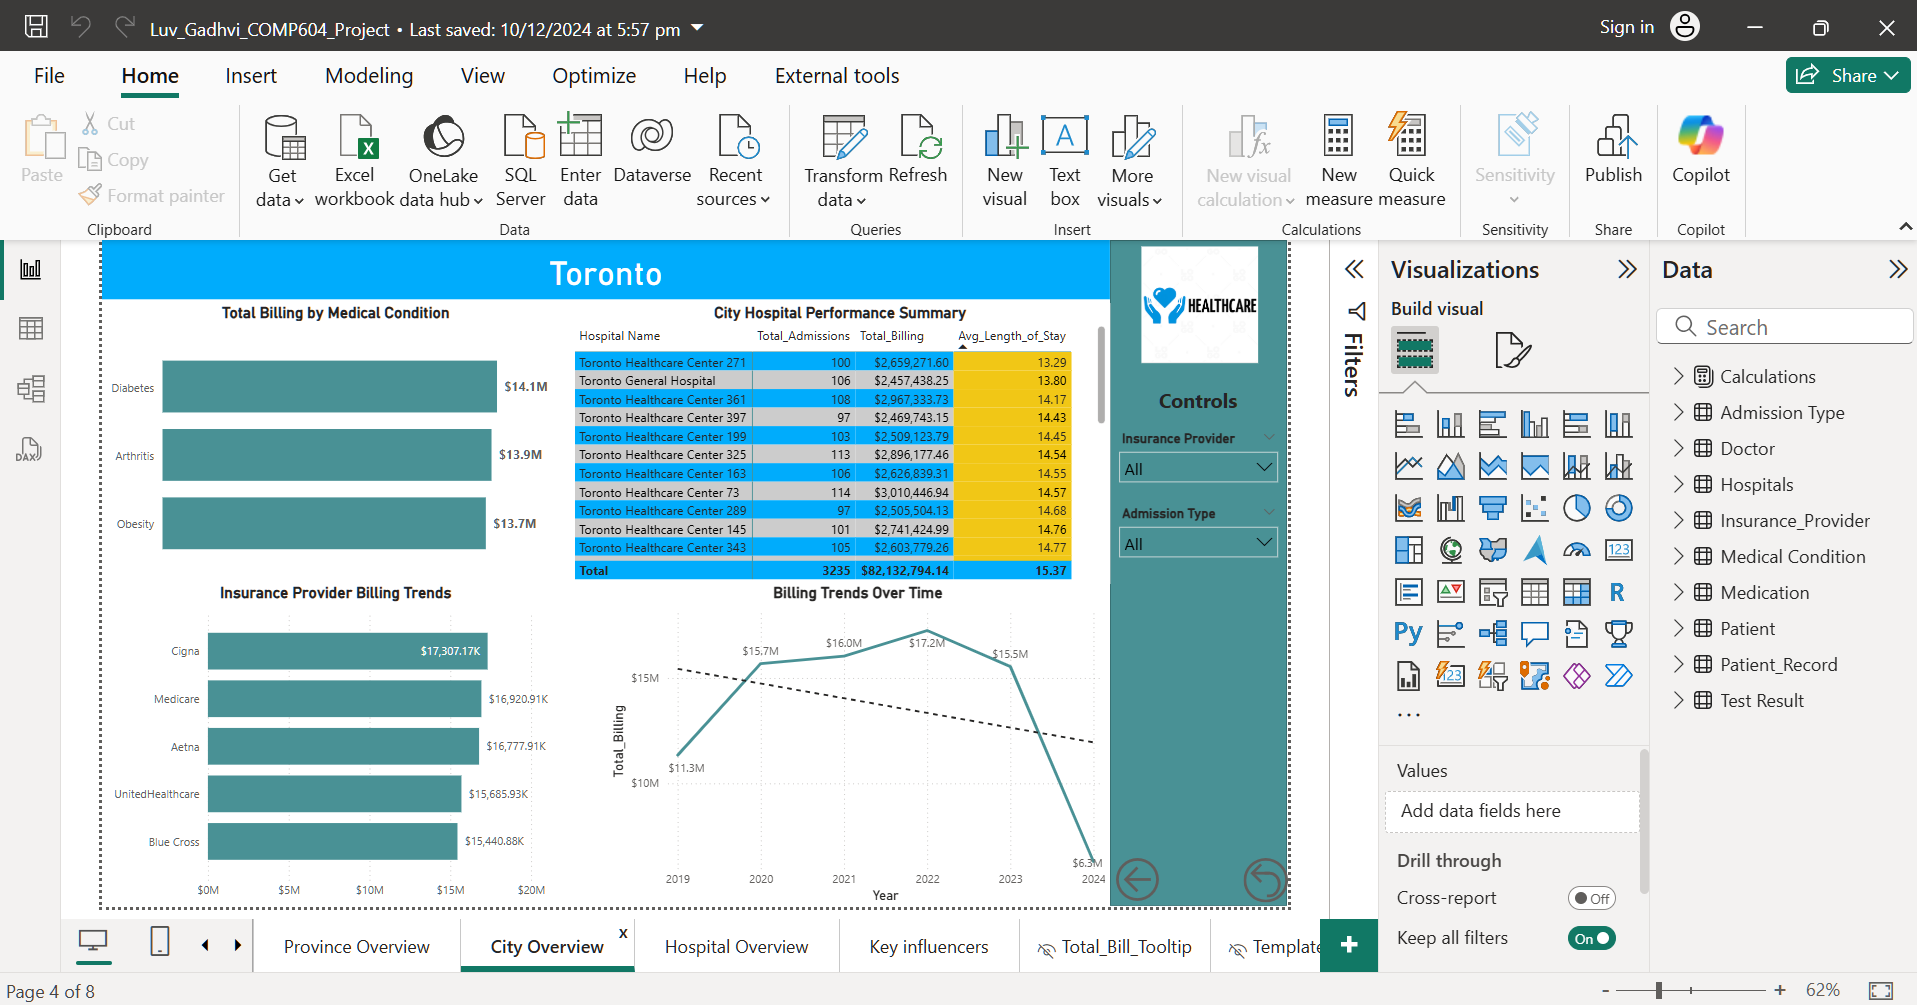 Luv_Gadhvi_COMP604_Project • Last saved: 10/12/2024 at 5:57 pm
Sign in
File Home Insert Modeling View Optimize Help External tools
Share
Paste
Cut
Copy
Format painter
Clipboard
Get data
Excel workbook
OneLake data hub
SQL Server
Enter data
Dataverse
Recent sources
Data
Transform data
Refresh
Queries
New visual
Text box
More visuals
Insert
New visual calculation
New measure
Quick measure
Calculations
Sensitivity
Sensitivity
Publish
Share
Copilot
Copilot
Toronto
Total Billing by Medical Condition
Diabetes $14.1M
Arthritis $13.9M
Obesity $13.7M
City Hospital Performance Summary
Hospital Name Total_Admissions Total_Billing Avg_Length_of_Stay
Toronto Healthcare Center 271 100 $2,659,271.60 13.29
Toronto General Hospital 106 $2,457,438.25 13.80
Toronto Healthcare Center 361 108 $2,967,333.73 14.17
Toronto Healthcare Center 397 97 $2,469,743.15 14.43
Toronto Healthcare Center 199 103 $2,509,123.79 14.45
Toronto Healthcare Center 325 113 $2,896,177.46 14.54
Toronto Healthcare Center 163 106 $2,626,839.31 14.55
Toronto Healthcare Center 73 114 $3,010,446.94 14.57
Toronto Healthcare Center 289 97 $2,505,504.13 14.68
Toronto Healthcare Center 145 101 $2,741,424.99 14.76
Toronto Healthcare Center 343 105 $2,603,779.26 14.77
Total 3235 $82,132,794.14 15.37
Insurance Provider Billing Trends
Cigna $17,307.17K
Medicare $16,920.91K
Aetna $16,777.91K
UnitedHealthcare $15,685.93K
Blue Cross $15,440.88K
$0M $5M $10M $15M $20M
Billing Trends Over Time
Total_Billing
$15M
$10M
$11.3M
$15.7M
$16.0M
$17.2M
$15.5M
$6.3M
2019 2020 2021 2022 2023 2024
Year
HEALTHCARE
Controls
Insurance Provider
All
Admission Type
All
Filters
Visualizations
Build visual
123
R
Py
123
...
Values
Add data fields here
Drill through
Cross-report Off
Keep all filters On
Data
Search
Calculations
Admission Type
Doctor
Hospitals
Insurance_Provider
Medical Condition
Medication
Patient
Patient_Record
Test Result
DAX
Province Overview
City Overview x
Hospital Overview
Key influencers
Total_Bill_Tooltip
Template
+
Page 4 of 8
- + 62%